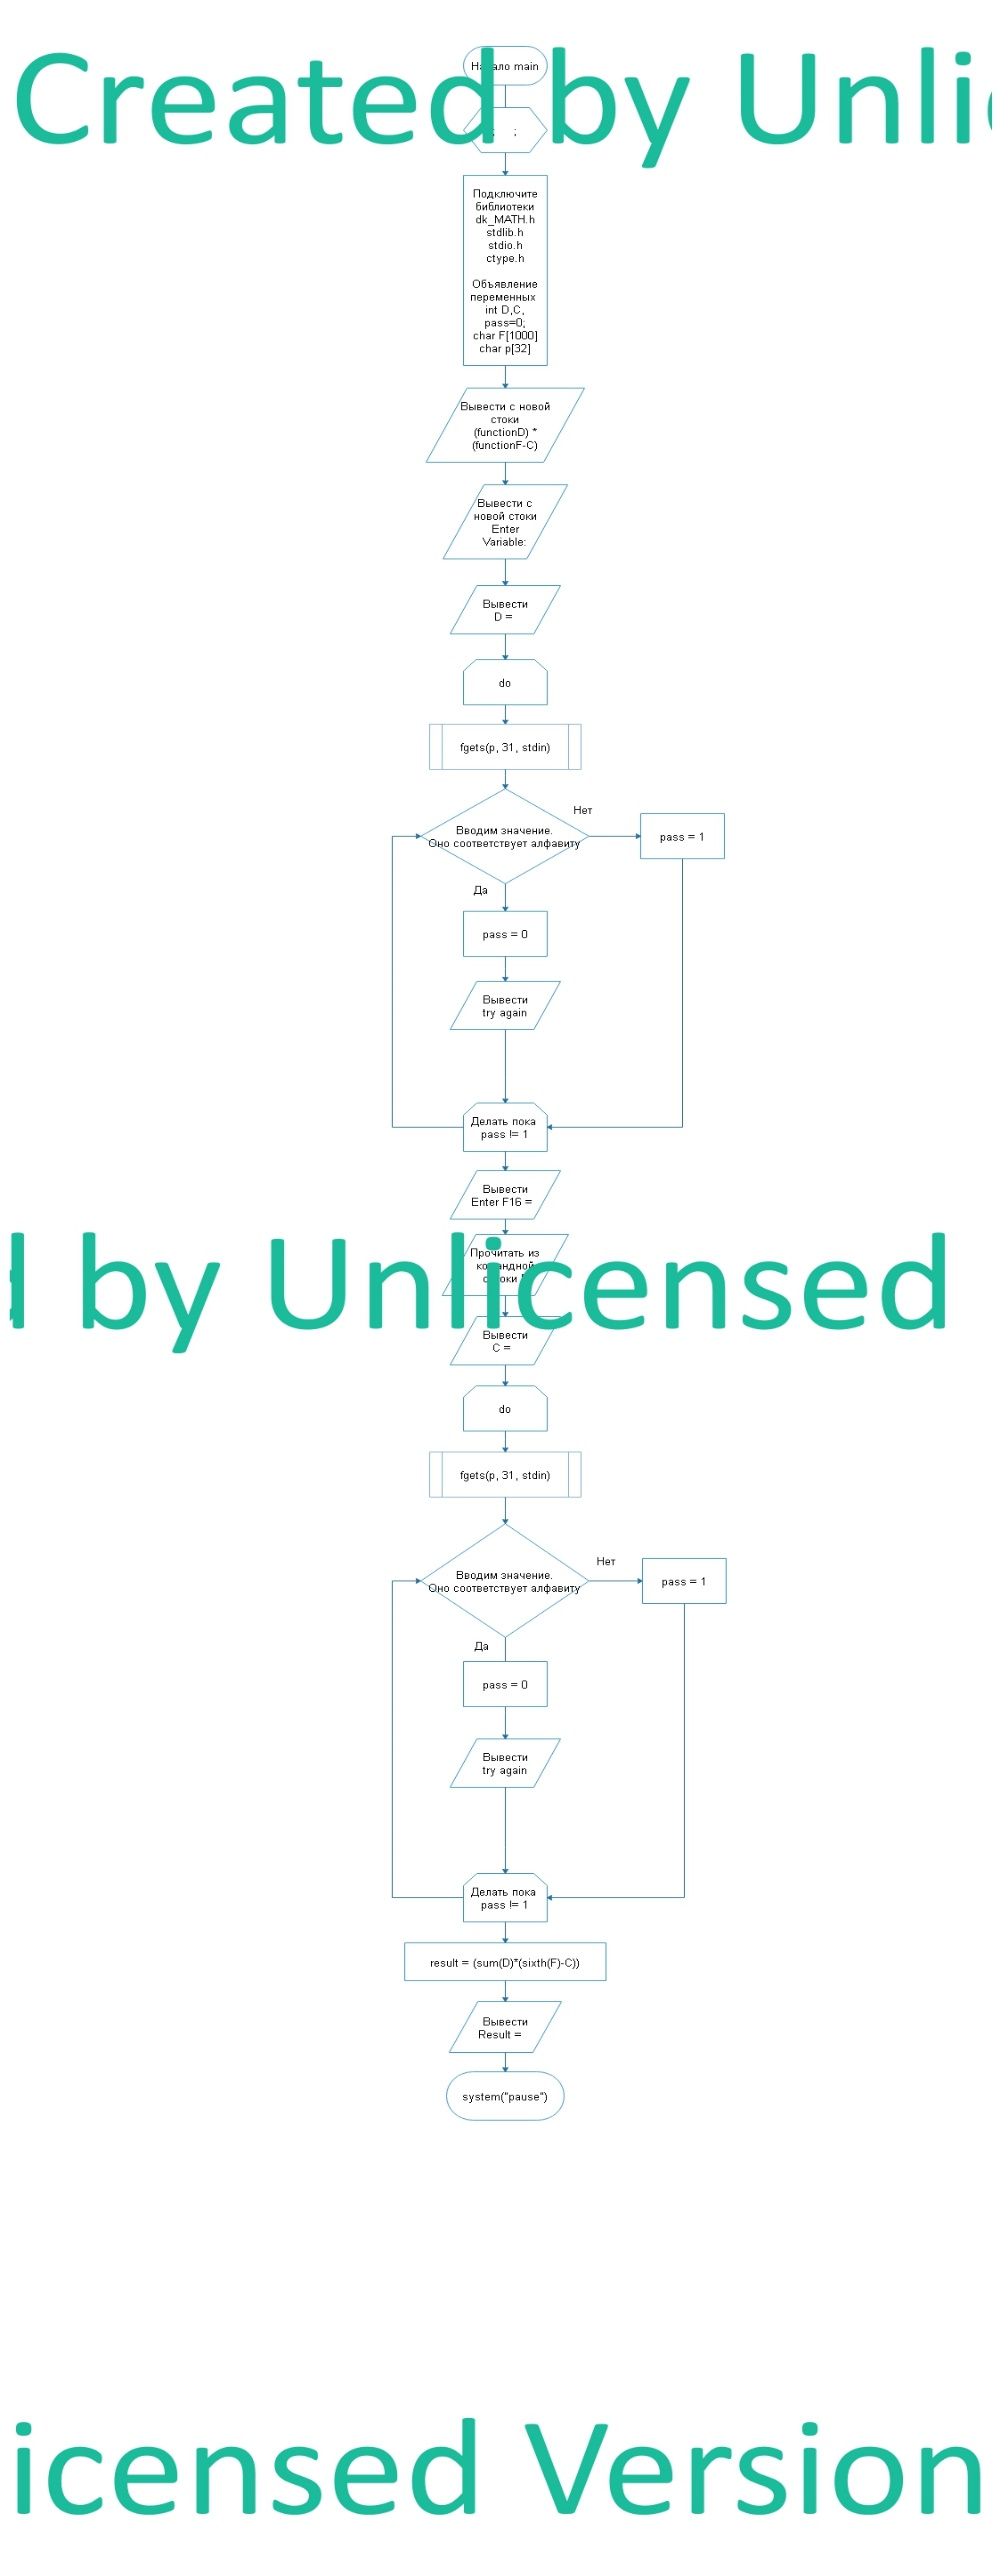 Created by Unli
Начало main
; ;
Подключите
библиотеки
dk_MATH.h
stdlib.h
stdio.h
ctype.h
Объявление
переменных
int D,C,
pass=0;
char F[1000]
char p[32]
Вывести с новой
стоки
(functionD) *
(functionF-C)
Вывести с
новой стоки
Enter
Variable:
Вывести
D =
do
fgets(p, 31, stdin)
Вводим значение.
Оно соответствует алфавиту
Нет
pass = 1
Да
pass = 0
Вывести
try again
Делать пока
pass != 1
Вывести
Enter F16 =
d by Unlicensed
Прочитать из
командной
строки
Вывести
C =
do
fgets(p, 31, stdin)
Вводим значение.
Оно соответствует алфавиту
Нет
pass = 1
Да
pass = 0
Вывести
try again
Делать пока
pass != 1
result = (sum(D)*(sixth(F)-C))
Вывести
Result =
system("pause")
icensed Version